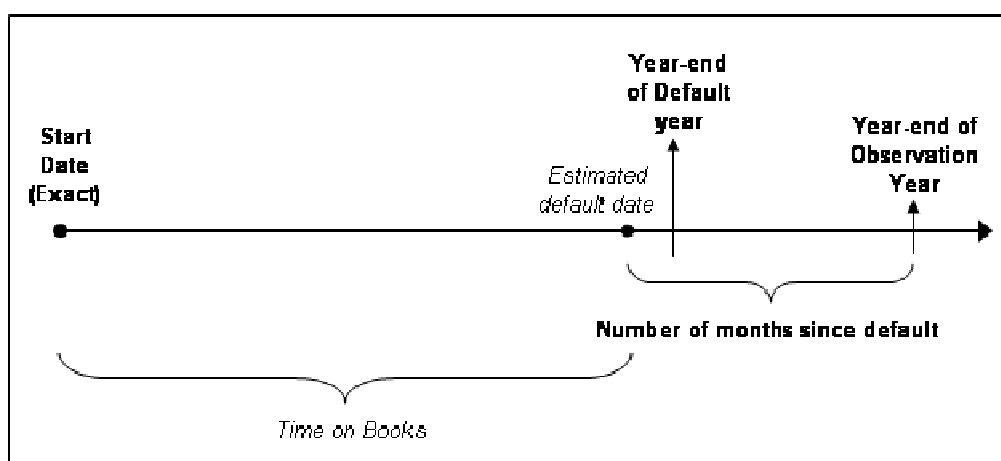 Start
Date
(Exact)
Estimated
default date
Year-end
of Default
year
Year-end of
Observation
Year
Number of months since default
Time on Books